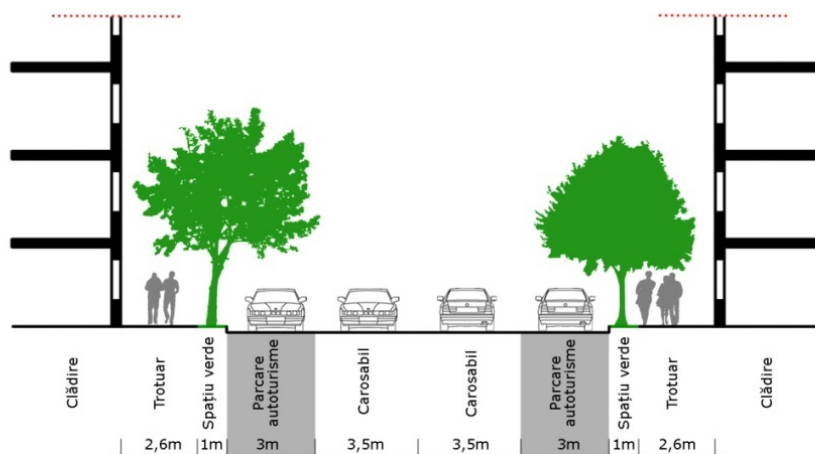 Clădire
Trotuar
Spațiu verde
Parcare
autoturisme
Carosabil
Carosabil
Parcare
autoturisme
Spațiu verde
Trotuar
Clădire
2,6m
1m
3m
3,5m
3,5m
3m
1m
2,6m